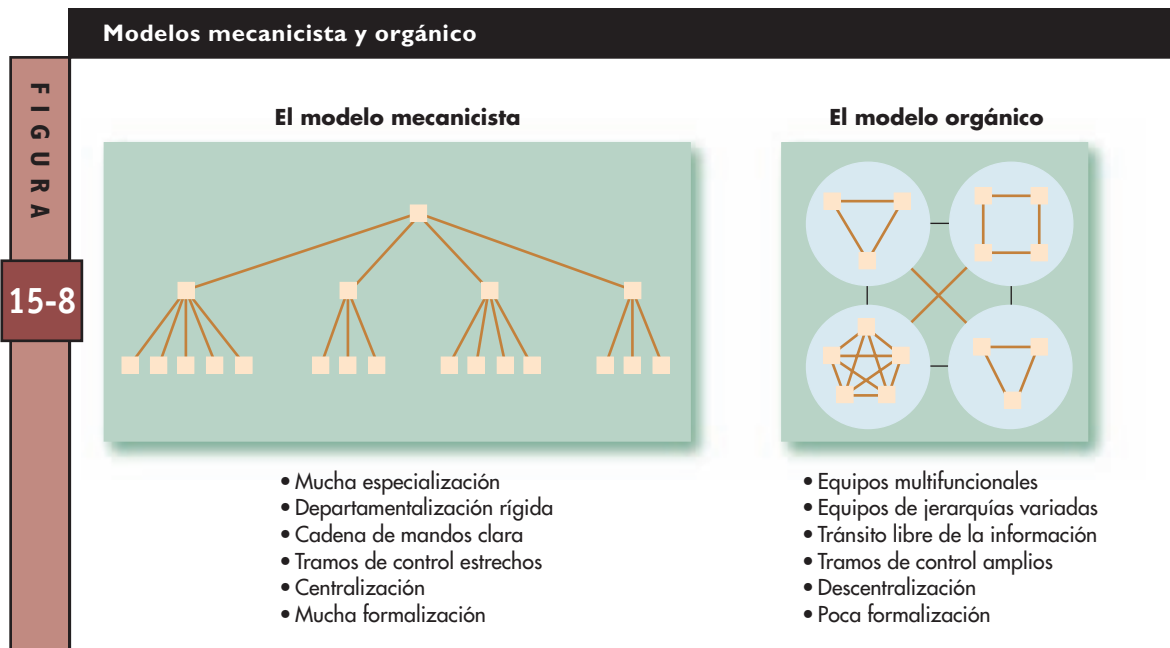 Modelos mecanicista y orgánico
FIGURA
15-8
El modelo mecanicista
• Mucha especialización
• Departamentalización rígida
• Cadena de mandos clara
• Tramos de control estrechos
• Centralización
• Mucha formalización
El modelo orgánico
• Equipos multifuncionales
• Equipos de jerarquías variadas
• Tránsito libre de la información
• Tramos de control amplios
• Descentralización
• Poca formalización